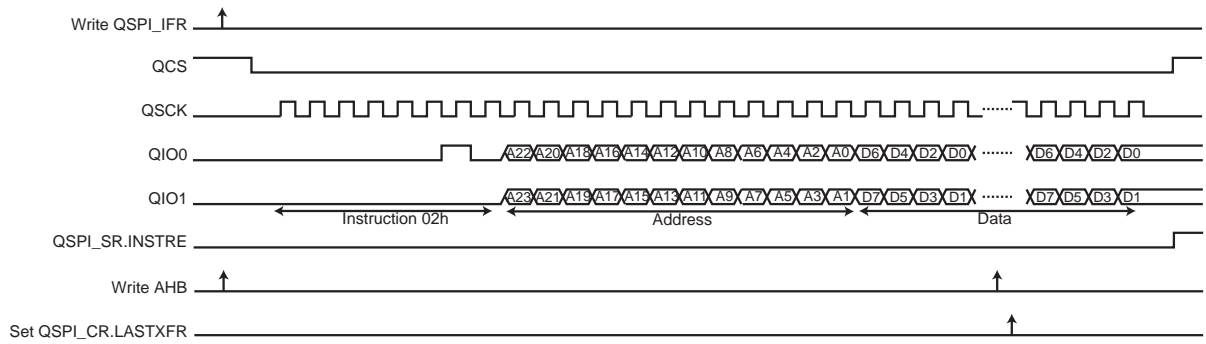 Write QSPI_IFR
QCS
QSCK
QIO0 A22 A20 A18 A16 A14 A12 A10 A8 A6 A4 A2 A0 D6 D4 D2 D0 D6 D4 D2 D0
QIO1 A23 A21 A19 A17 A15 A13 A11 A9 A7 A5 A3 A1 D7 D5 D3 D1 D7 D5 D3 D1
Instruction 02h Address Data
QSPI_SR.INSTRE
Write AHB
Set QSPI_CR.LASTXFR